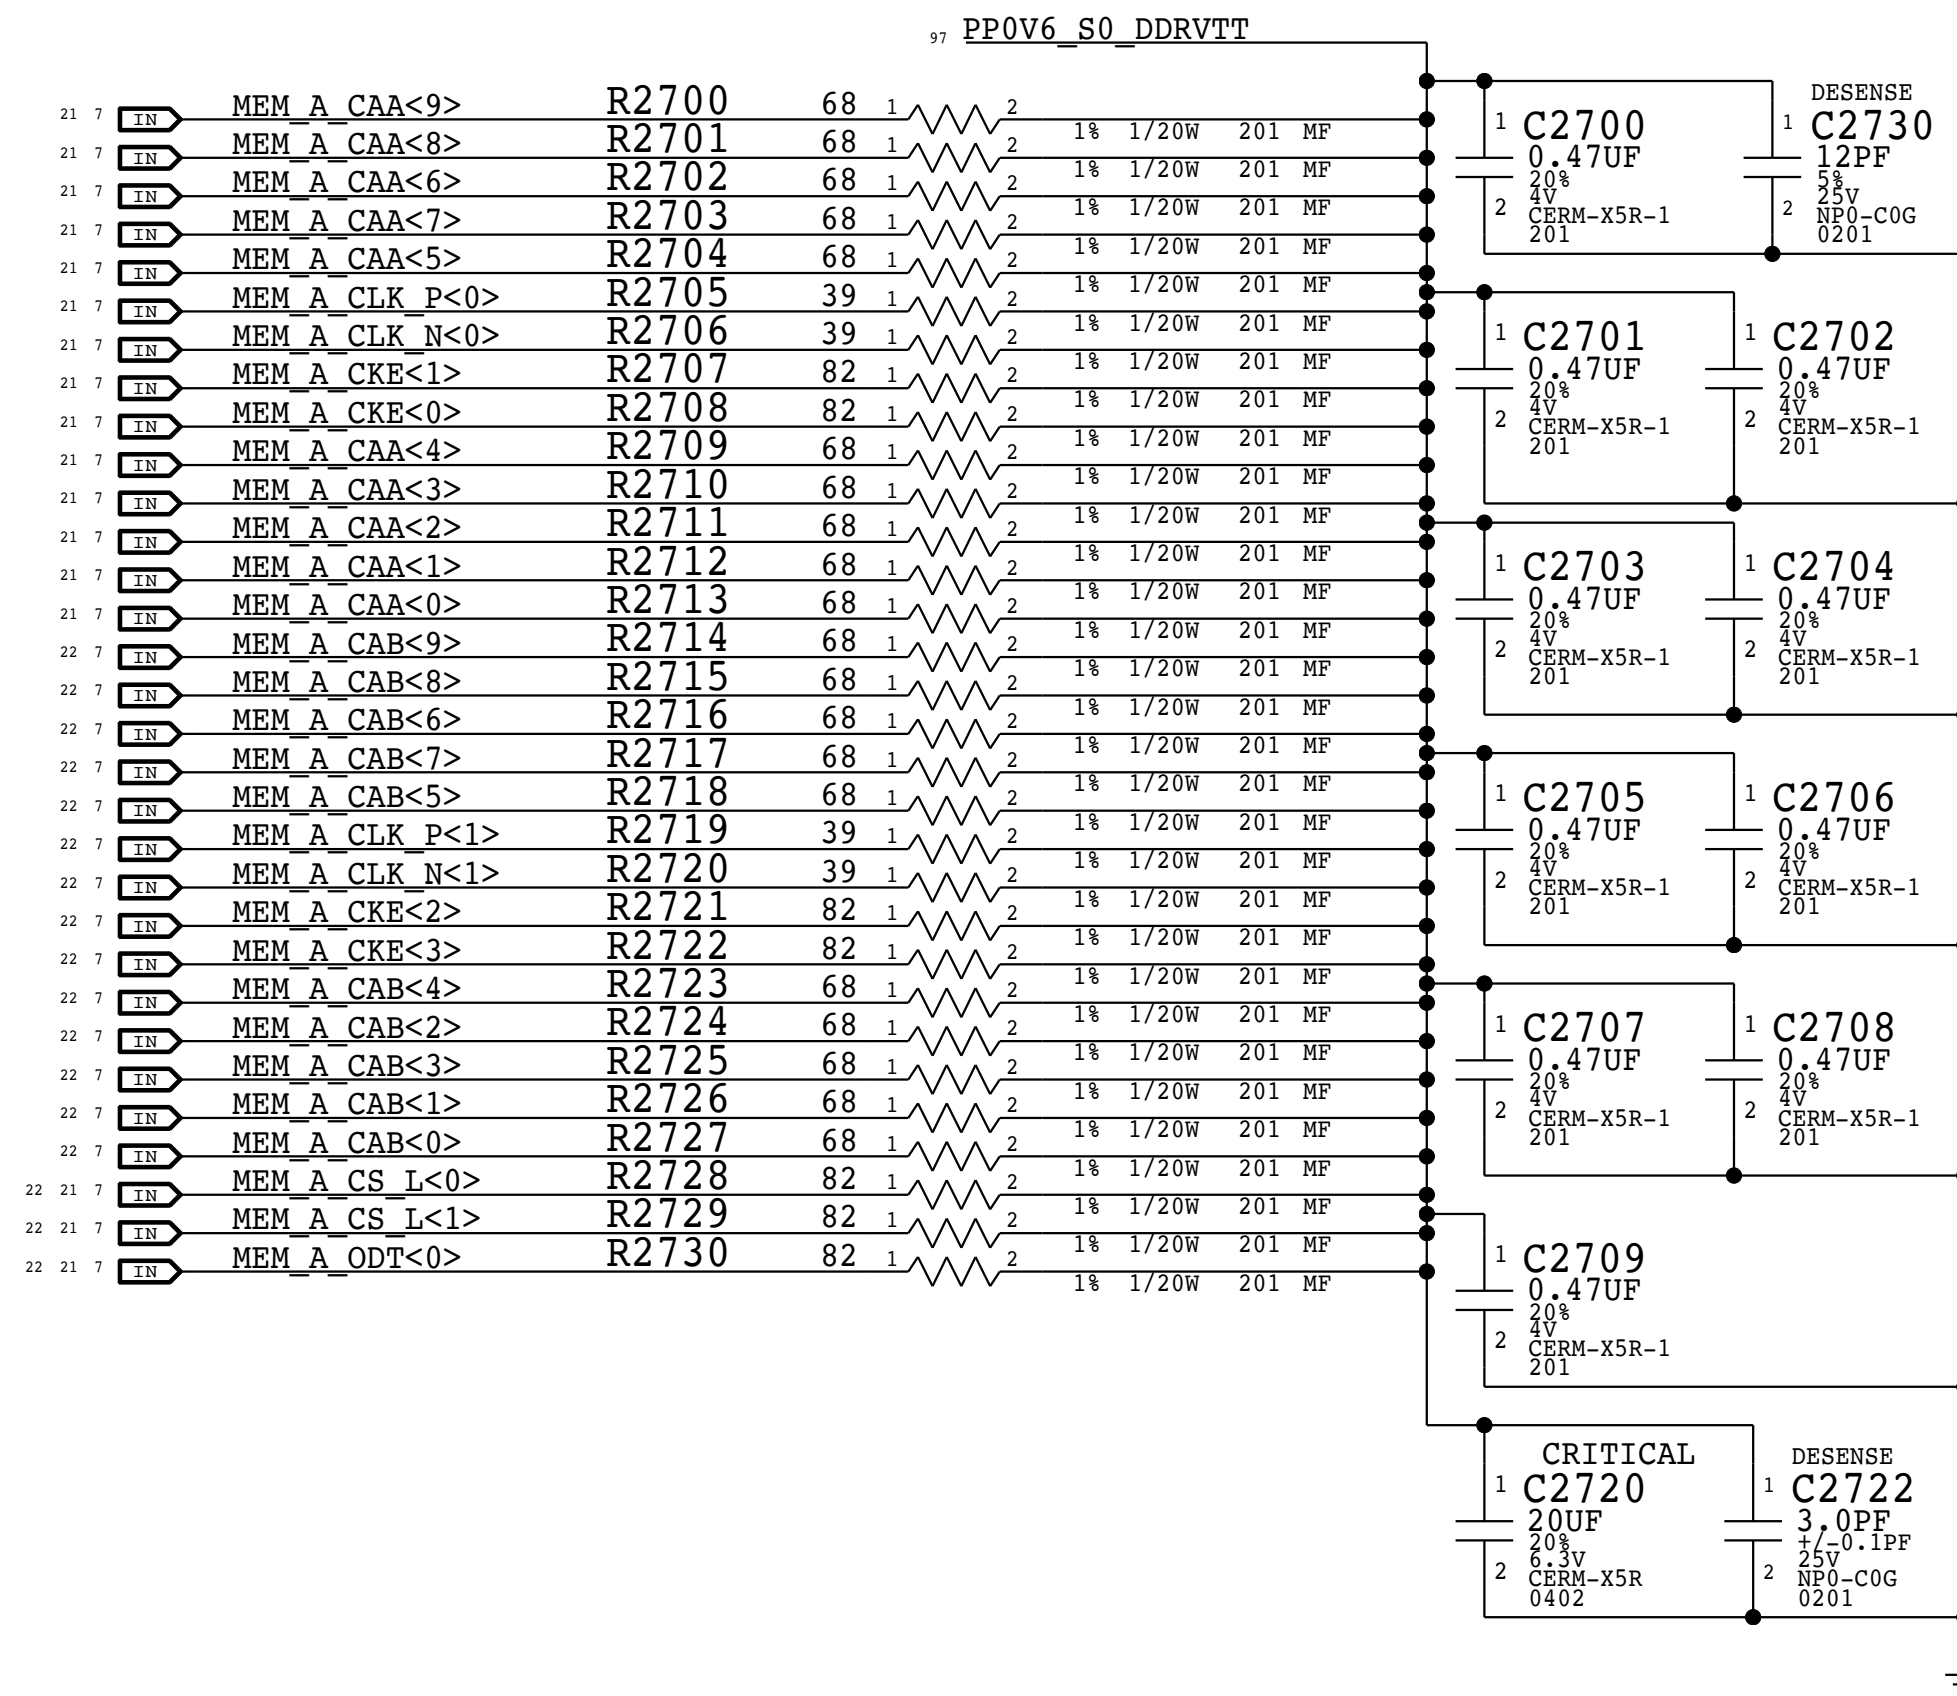 97 PP0V6_S0_DDRVTT
21 7 IN MEM_A_CAA<9> R2700 68 1 2 1% 1/20W 201 MF
21 7 IN MEM_A_CAA<8> R2701 68 1 2 1% 1/20W 201 MF
21 7 IN MEM_A_CAA<6> R2702 68 1 2 1% 1/20W 201 MF
21 7 IN MEM_A_CAA<7> R2703 68 1 2 1% 1/20W 201 MF
21 7 IN MEM_A_CAA<5> R2704 68 1 2 1% 1/20W 201 MF
21 7 IN MEM_A_CLK_P<0> R2705 39 1 2 1% 1/20W 201 MF
21 7 IN MEM_A_CLK_N<0> R2706 39 1 2 1% 1/20W 201 MF
21 7 IN MEM_A_CKE<1> R2707 82 1 2 1% 1/20W 201 MF
21 7 IN MEM_A_CKE<0> R2708 82 1 2 1% 1/20W 201 MF
21 7 IN MEM_A_CAA<4> R2709 68 1 2 1% 1/20W 201 MF
21 7 IN MEM_A_CAA<3> R2710 68 1 2 1% 1/20W 201 MF
21 7 IN MEM_A_CAA<2> R2711 68 1 2 1% 1/20W 201 MF
21 7 IN MEM_A_CAA<1> R2712 68 1 2 1% 1/20W 201 MF
21 7 IN MEM_A_CAA<0> R2713 68 1 2 1% 1/20W 201 MF
22 7 IN MEM_A_CAB<9> R2714 68 1 2 1% 1/20W 201 MF
22 7 IN MEM_A_CAB<8> R2715 68 1 2 1% 1/20W 201 MF
22 7 IN MEM_A_CAB<6> R2716 68 1 2 1% 1/20W 201 MF
22 7 IN MEM_A_CAB<7> R2717 68 1 2 1% 1/20W 201 MF
22 7 IN MEM_A_CAB<5> R2718 68 1 2 1% 1/20W 201 MF
22 7 IN MEM_A_CLK_P<1> R2719 39 1 2 1% 1/20W 201 MF
22 7 IN MEM_A_CLK_N<1> R2720 39 1 2 1% 1/20W 201 MF
22 7 IN MEM_A_CKE<2> R2721 82 1 2 1% 1/20W 201 MF
22 7 IN MEM_A_CKE<3> R2722 82 1 2 1% 1/20W 201 MF
22 7 IN MEM_A_CAB<4> R2723 68 1 2 1% 1/20W 201 MF
22 7 IN MEM_A_CAB<2> R2724 68 1 2 1% 1/20W 201 MF
22 7 IN MEM_A_CAB<3> R2725 68 1 2 1% 1/20W 201 MF
22 7 IN MEM_A_CAB<1> R2726 68 1 2 1% 1/20W 201 MF
22 7 IN MEM_A_CAB<0> R2727 68 1 2 1% 1/20W 201 MF
22 21 7 IN MEM_A_CS_L<0> R2728 82 1 2 1% 1/20W 201 MF
22 21 7 IN MEM_A_CS_L<1> R2729 82 1 2 1% 1/20W 201 MF
22 21 7 IN MEM_A_ODT<0> R2730 82 1 2 1% 1/20W 201 MF
1 C2700
0.47UF
20%
4V
2 CERM-X5R-1
201
DESENSE
1 C2730
12PF
5%
25V
2 NP0-C0G
0201
1 C2701
0.47UF
20%
4V
2 CERM-X5R-1
201
1 C2702
0.47UF
20%
4V
2 CERM-X5R-1
201
1 C2703
0.47UF
20%
4V
2 CERM-X5R-1
201
1 C2704
0.47UF
20%
4V
2 CERM-X5R-1
201
1 C2705
0.47UF
20%
4V
2 CERM-X5R-1
201
1 C2706
0.47UF
20%
4V
2 CERM-X5R-1
201
1 C2707
0.47UF
20%
4V
2 CERM-X5R-1
201
1 C2708
0.47UF
20%
4V
2 CERM-X5R-1
201
1 C2709
0.47UF
20%
4V
2 CERM-X5R-1
201
CRITICAL
1 C2720
20UF
20%
6.3V
2 CERM-X5R
0402
DESENSE
1 C2722
3.0PF
+/-0.1PF
25V
2 NP0-C0G
0201